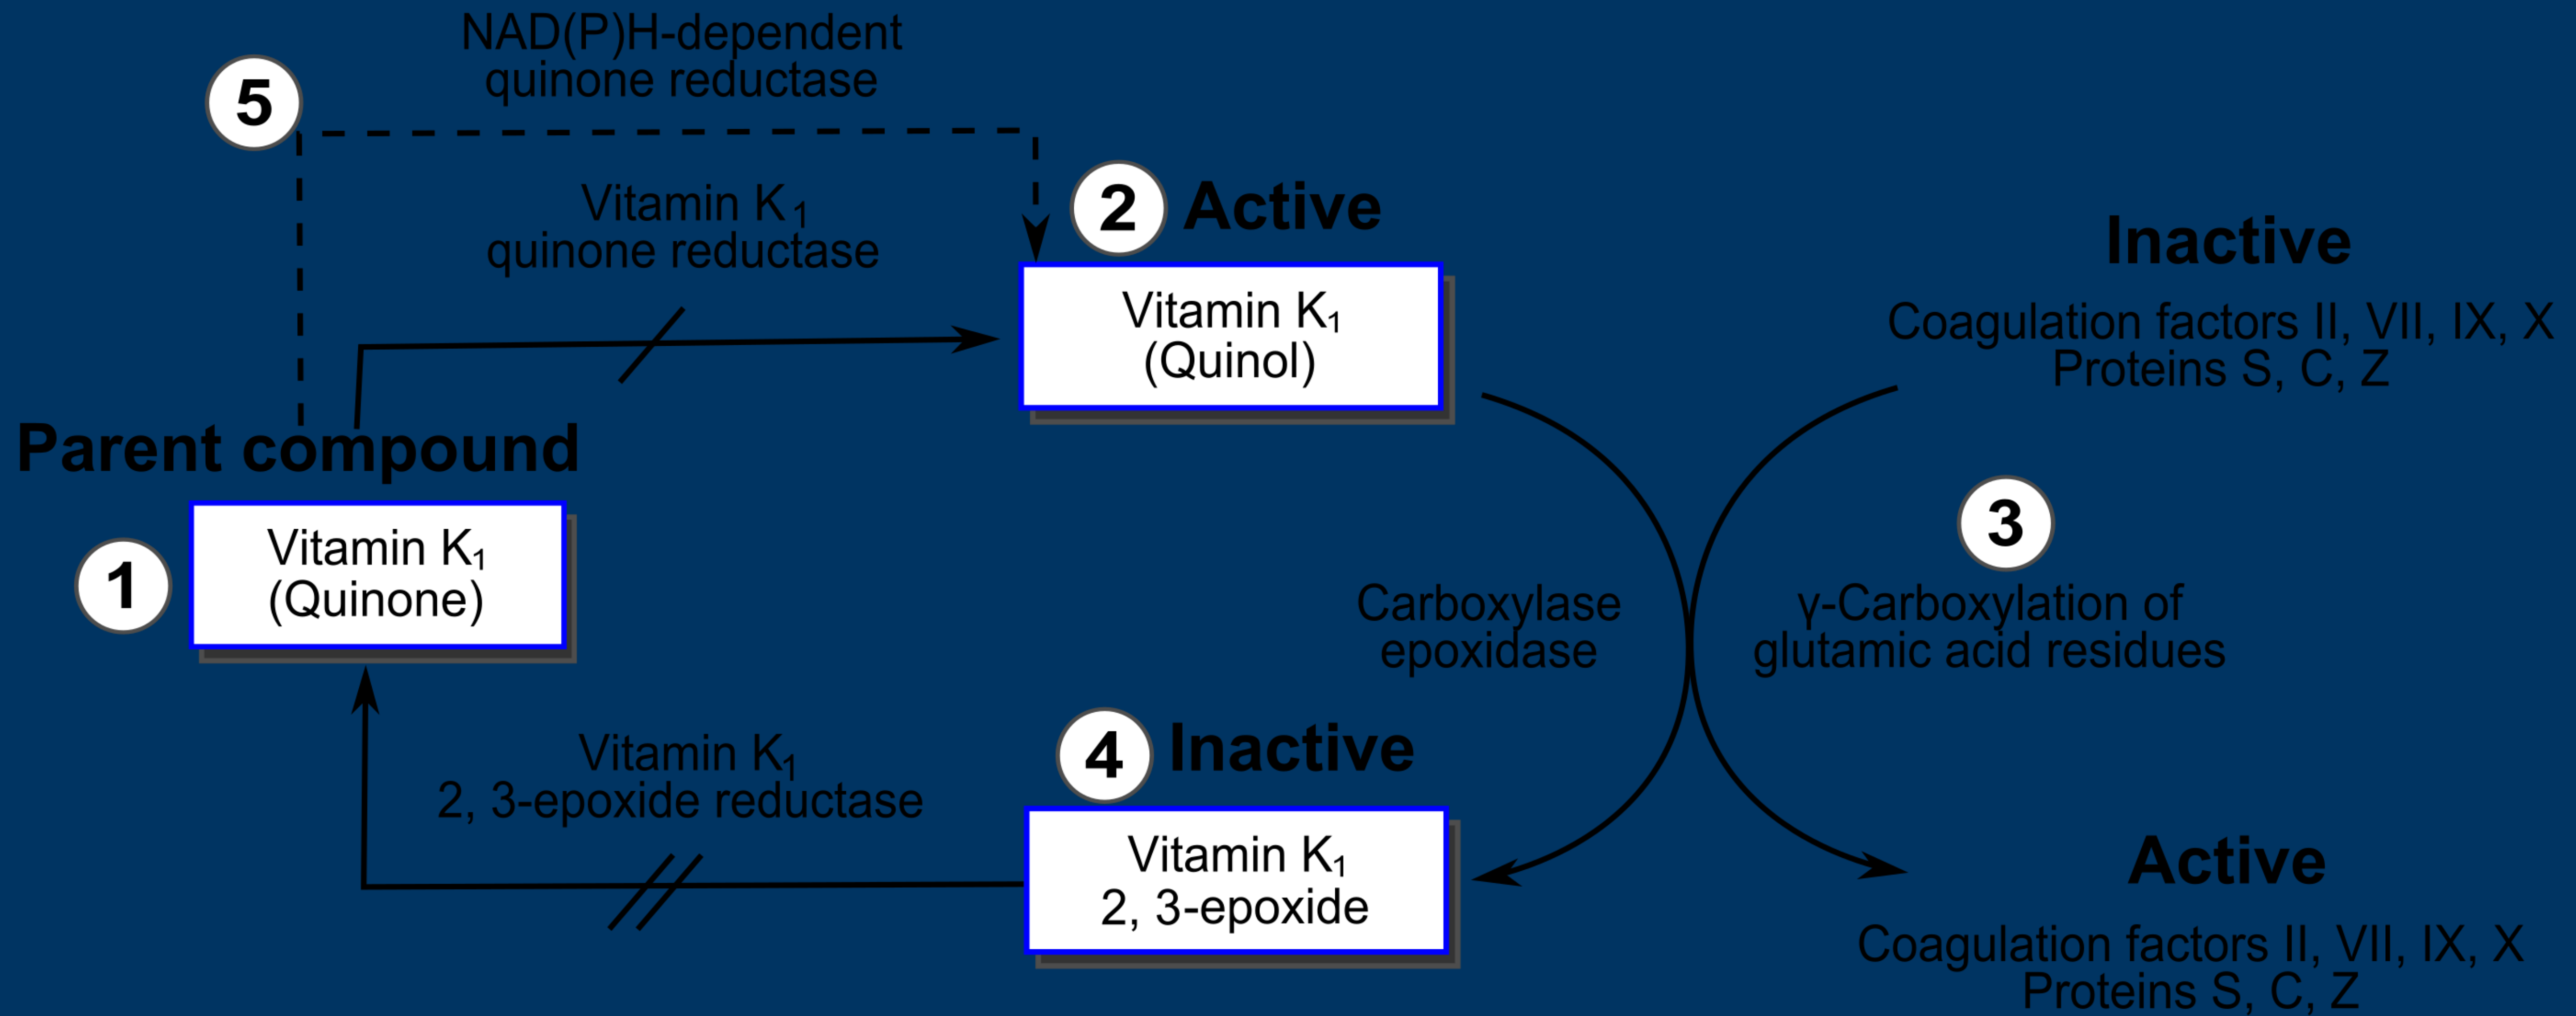 NAD(P)H-dependent
quinone reductase
5
Vitamin K1
quinone reductase
2 Active
Vitamin K1
(Quinol)
Inactive
Coagulation factors II, VII, IX, X
Proteins S, C, Z
Parent compound
1
Vitamin K1
(Quinone)
3
Carboxylase
epoxidase
γ-Carboxylation of
glutamic acid residues
Vitamin K1
2, 3-epoxide reductase
4 Inactive
Vitamin K1
2, 3-epoxide
Active
Coagulation factors II, VII, IX, X
Proteins S, C, Z